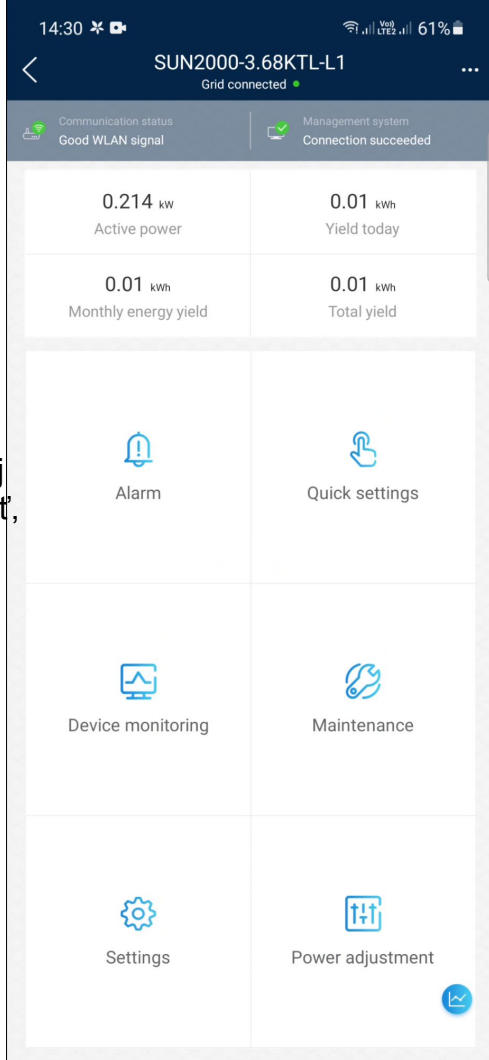 14:30 VoI) LTE2 61%
SUN2000-3.68KTL-L1
Grid connected
Communication status
Good WLAN signal
Management system
Connection succeeded
0.214 kW
Active power
0.01 kWh
Yield today
0.01 kWh
Monthly energy yield
0.01 kWh
Total yield
Alarm
Quick settings
Device monitoring
Maintenance
Settings
Power adjustment